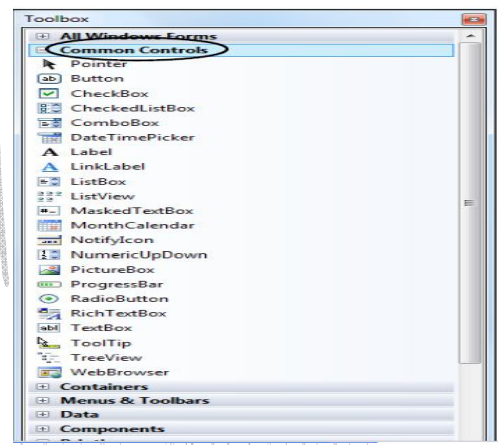 Toolbox
All Windows Forms
Common Controls
Pointer
Button
CheckBox
CheckedListBox
ComboBox
DateTimePicker
Label
LinkLabel
ListBox
ListView
MaskedTextBox
MonthCalendar
NotifyIcon
NumericUpDown
PictureBox
ProgressBar
RadioButton
RichTextBox
TextBox
ToolTip
TreeView
WebBrowser
Containers
Menus & Toolbars
Data
Components